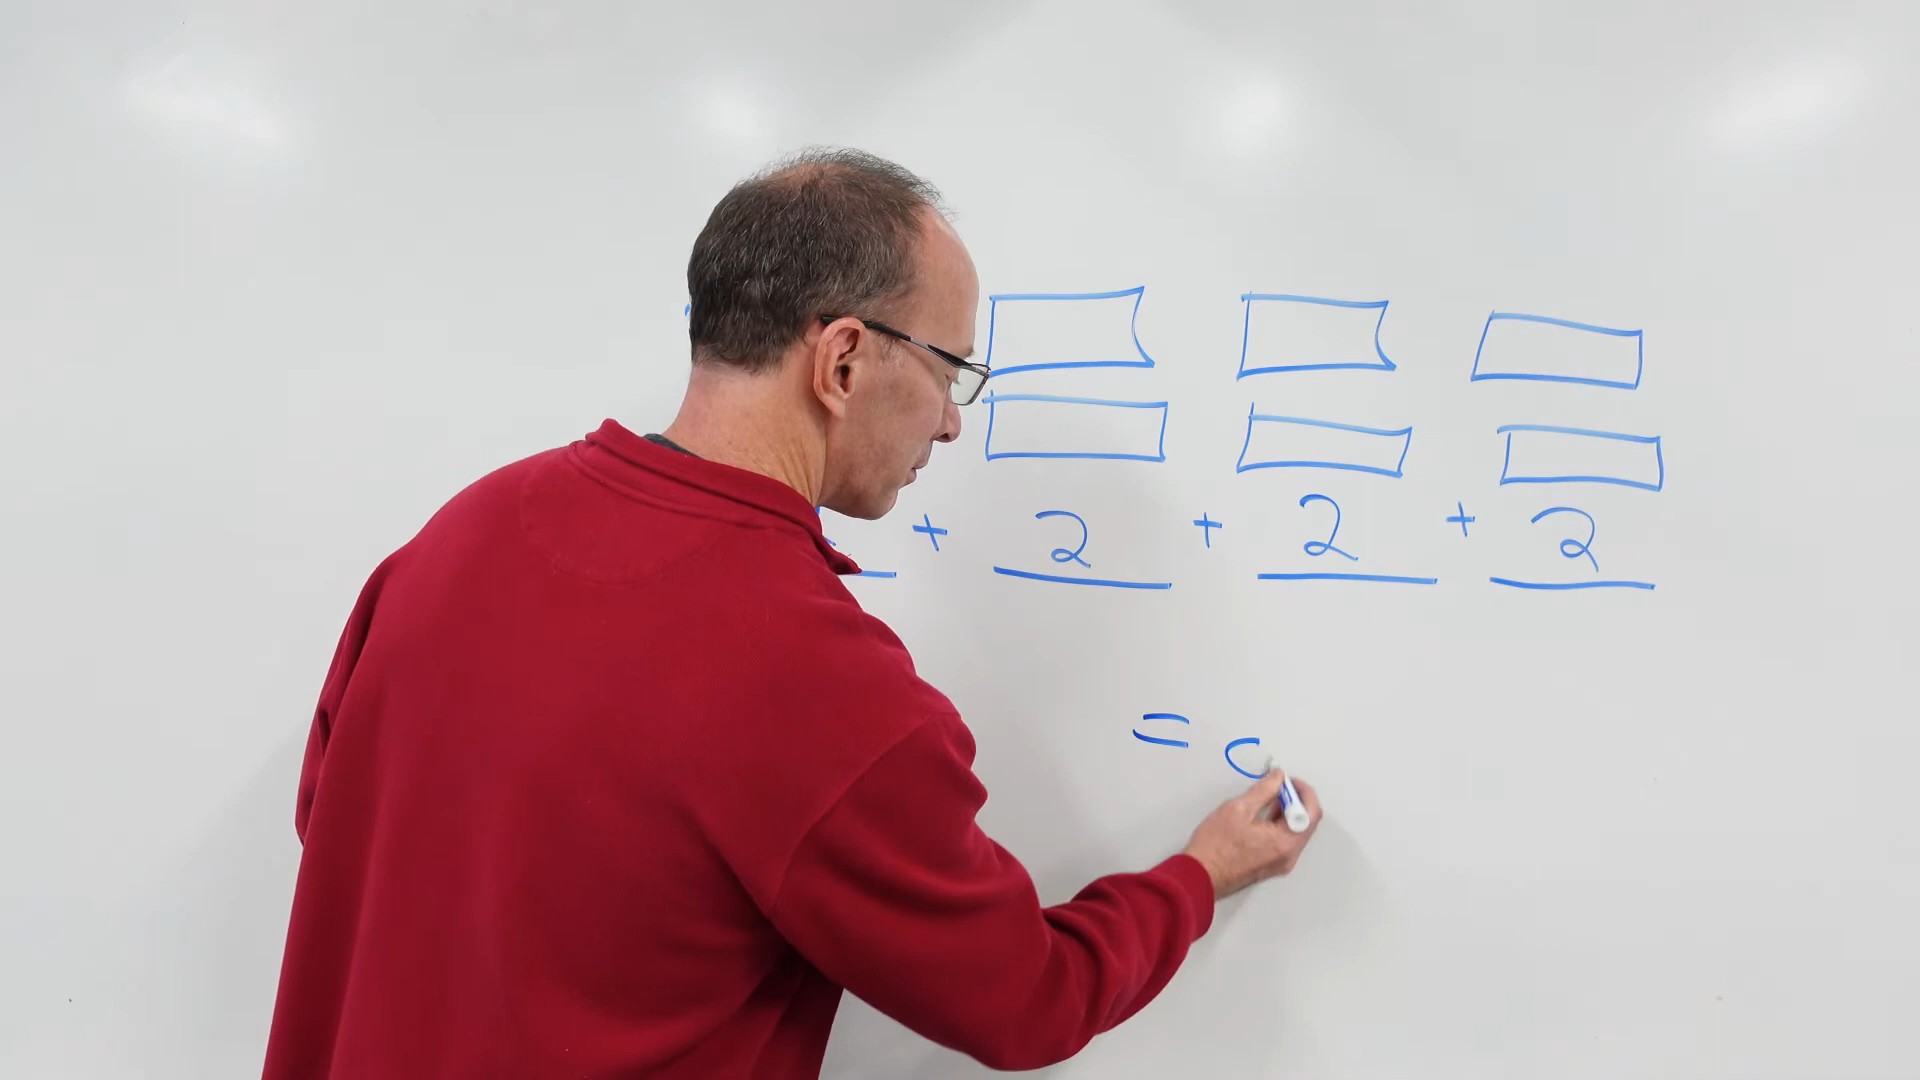 + 2 + 2 + 2
=